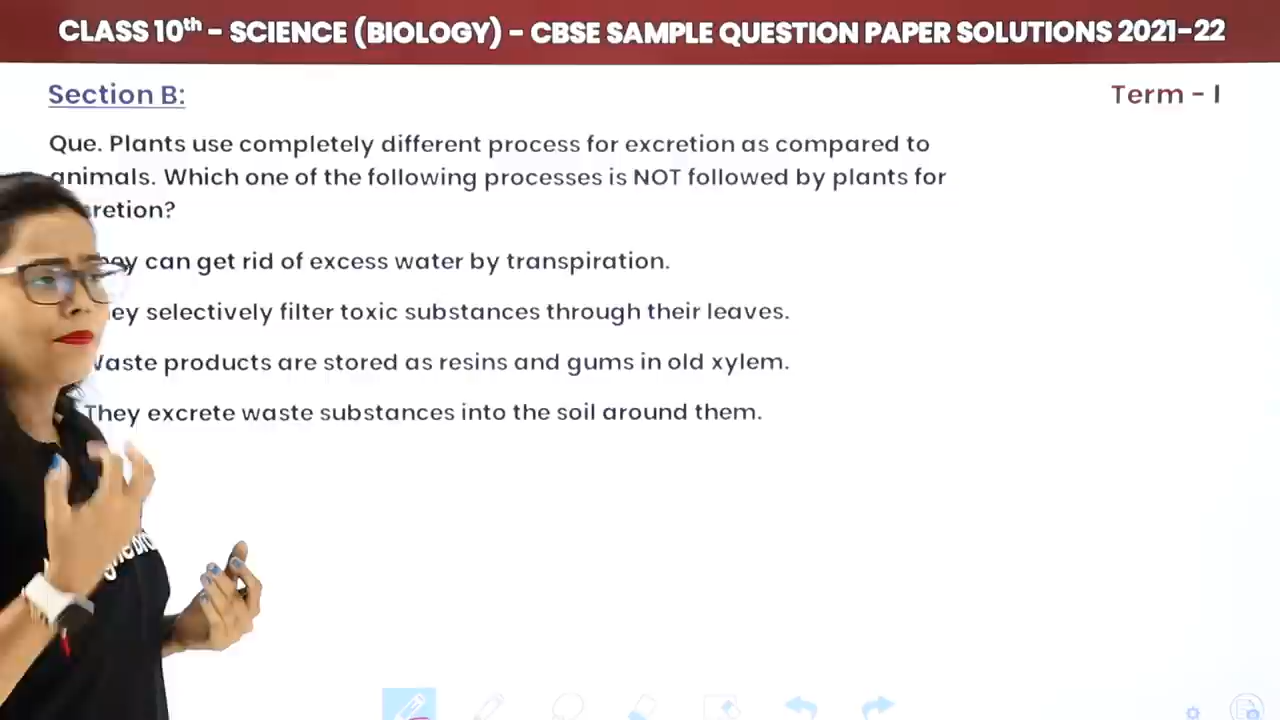 CLASS 10th - SCIENCE (BIOLOGY) - CBSE SAMPLE QUESTION PAPER SOLUTIONS 2021-22
Section B:
Term - I
Que. Plants use completely different process for excretion as compared to
animals. Which one of the following processes is NOT followed by plants for
retion?
can get rid of excess water by transpiration.
selectively filter toxic substances through their leaves.
Waste products are stored as resins and gums in old xylem.
They excrete waste substances into the soil around them.